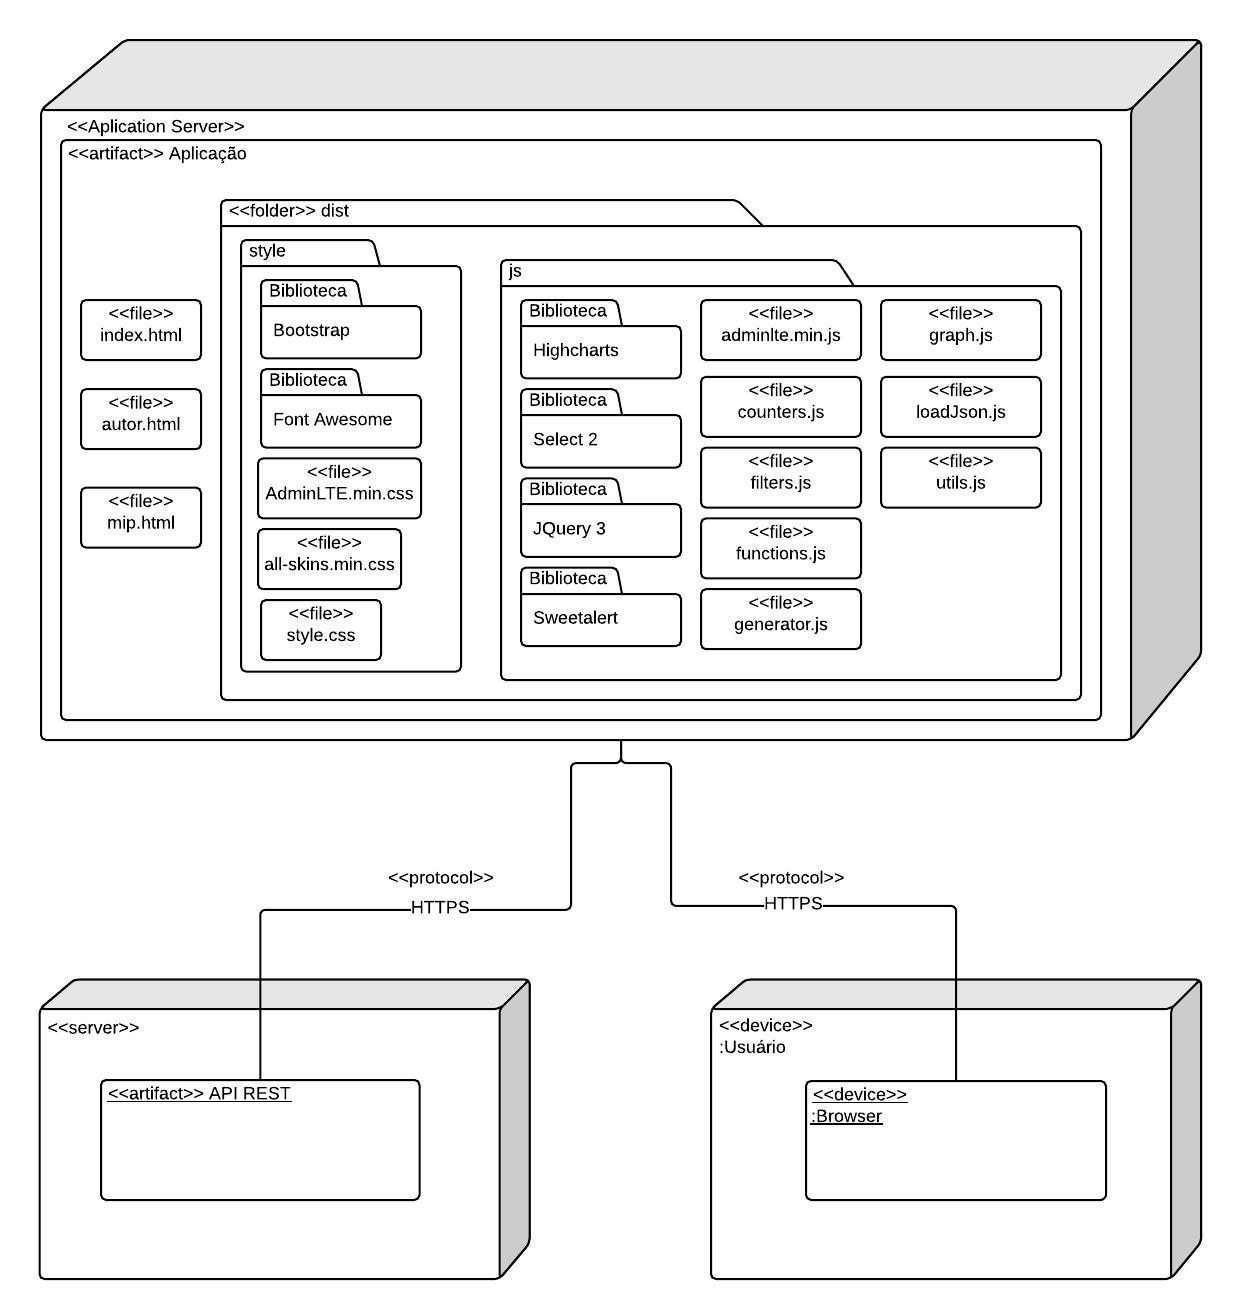 <<Aplication Server>>
<<artifact>> Aplicação
<<folder>> dist
style
Biblioteca
Bootstrap
Biblioteca
Font Awesome
<<file>>
AdminLTE.min.css
<<file>>
all-skins.min.css
<<file>>
style.css
<<file>>
index.html
<<file>>
autor.html
<<file>>
mip.html
js
Biblioteca
Highcharts
Biblioteca
Select 2
Biblioteca
JQuery 3
Biblioteca
Sweetalert
<<file>>
adminlte.min.js
<<file>>
counters.js
<<file>>
filters.js
<<file>>
functions.js
<<file>>
generator.js
<<file>>
graph.js
<<file>>
loadJson.js
<<file>>
utils.js
<<protocol>>
HTTPS
<<protocol>>
HTTPS
<<server>>
<<artifact>> API REST
<<device>>
:Usuário
<<device>>
:Browser